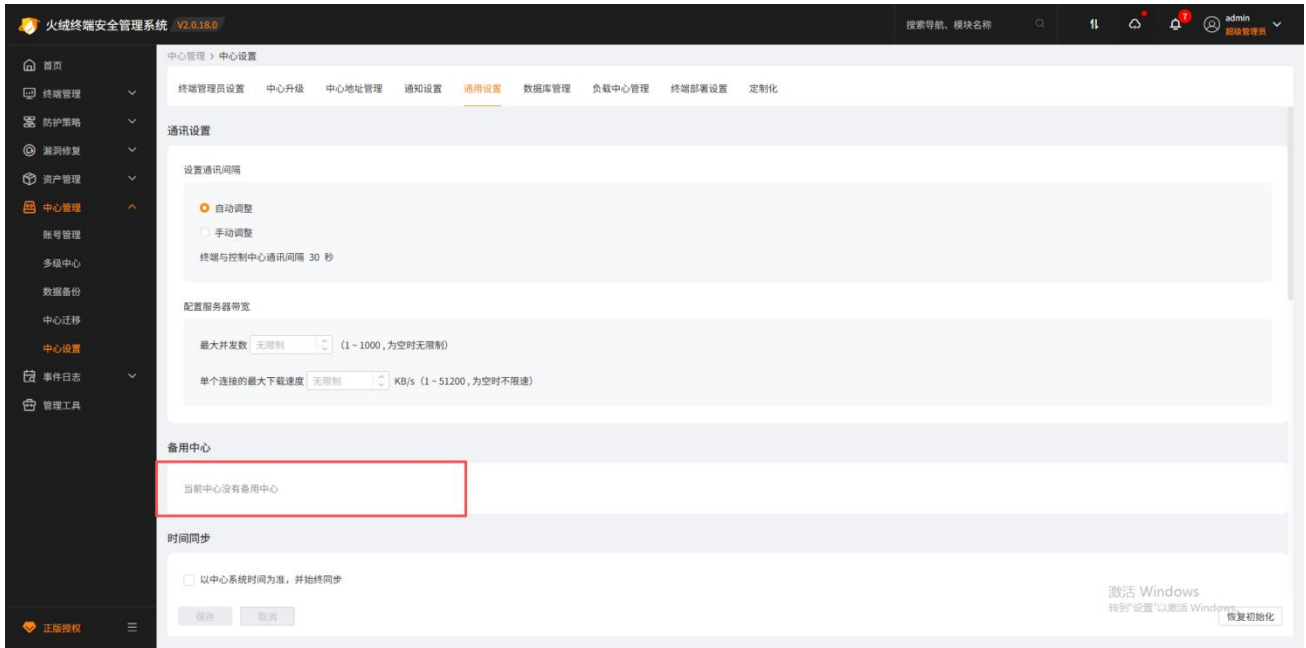 火绒终端安全管理系统 V2.0.18.0 搜索导航、模块名称 7 admin 超级管理员
首页
终端管理
防护策略
漏洞修复
资产管理
中心管理
账号管理
多级中心
数据备份
中心迁移
中心设置
事件日志
管理工具
正版授权
中心管理 > 中心设置
终端管理员设置 中心升级 中心地址管理 通知设置 通用设置 数据库管理 负载中心管理 终端部署设置 定制化
通讯设置
设置通讯间隔
自动调整
手动调整
终端与控制中心通讯间隔 30 秒
配置服务器带宽
最大并发数 无限制 (1 ~ 1000 , 为空时无限制)
单个连接的最大下载速度 无限制 KB/s (1 ~ 51200 , 为空时不限速)
备用中心
当前中心没有备用中心
时间同步
以中心系统时间为准，并始终同步
保存 取消
激活 Windows
转到"设置"以激活 Windows。
恢复初始化